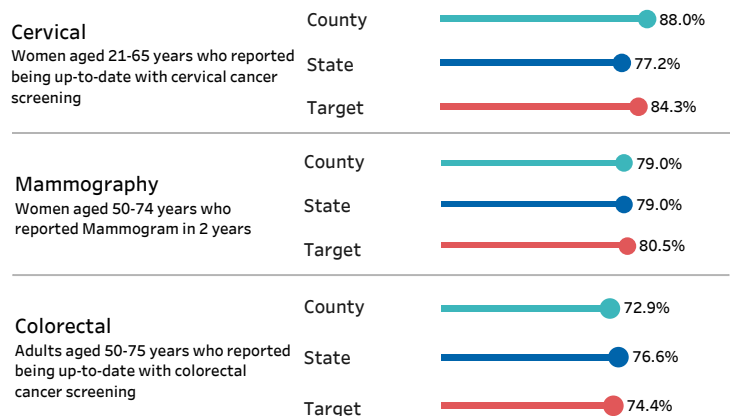 Cervical
Women aged 21-65 years who reported
being up-to-date with cervical cancer
screening
County
88.0%
State
77.2%
Target
84.3%
Mammography
Women aged 50-74 years who
reported Mammogram in 2 years
County
79.0%
State
79.0%
Target
80.5%
Colorectal
Adults aged 50-75 years who reported
being up-to-date with colorectal
cancer screening
County
72.9%
State
76.6%
Target
74.4%